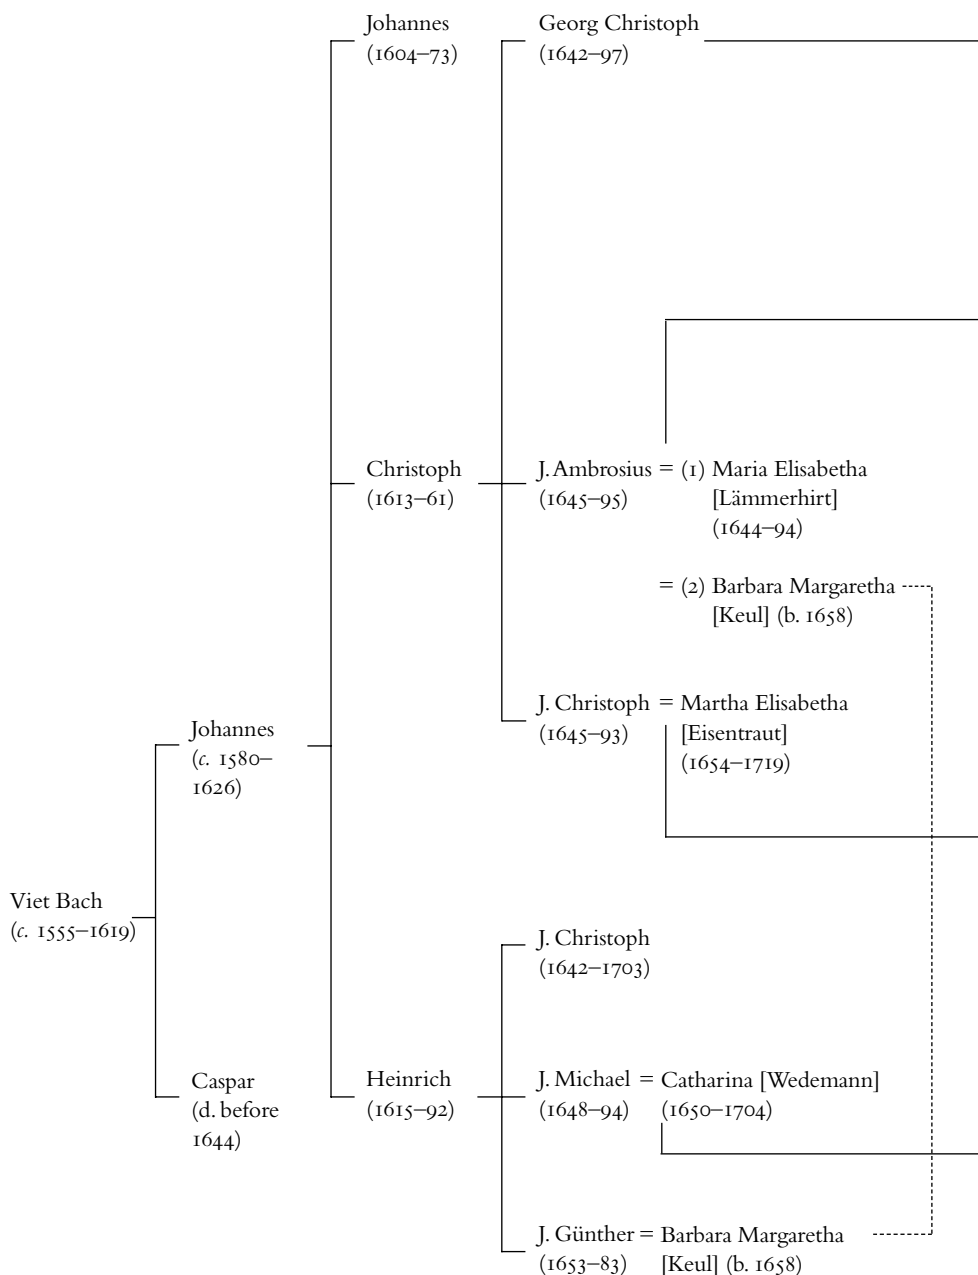 Johannes
(1604–73)
Georg Christoph
(1642–97)
Christoph
(1613–61)
J. Ambrosius = (1) Maria Elisabetha
(1645–95) [Lämmerhirt]
(1644–94)
= (2) Barbara Margaretha
[Keul] (b. 1658)
J. Christoph = Martha Elisabetha
(1645–93) [Eisentraut]
(1654–1719)
Johannes
(c. 1580–
1626)
Viet Bach
(c. 1555–1619)
J. Christoph
(1642–1703)
Caspar
(d. before
1644)
Heinrich
(1615–92)
J. Michael = Catharina [Wedemann]
(1648–94) (1650–1704)
J. Günther = Barbara Margaretha
(1653–83) [Keul] (b. 1658)